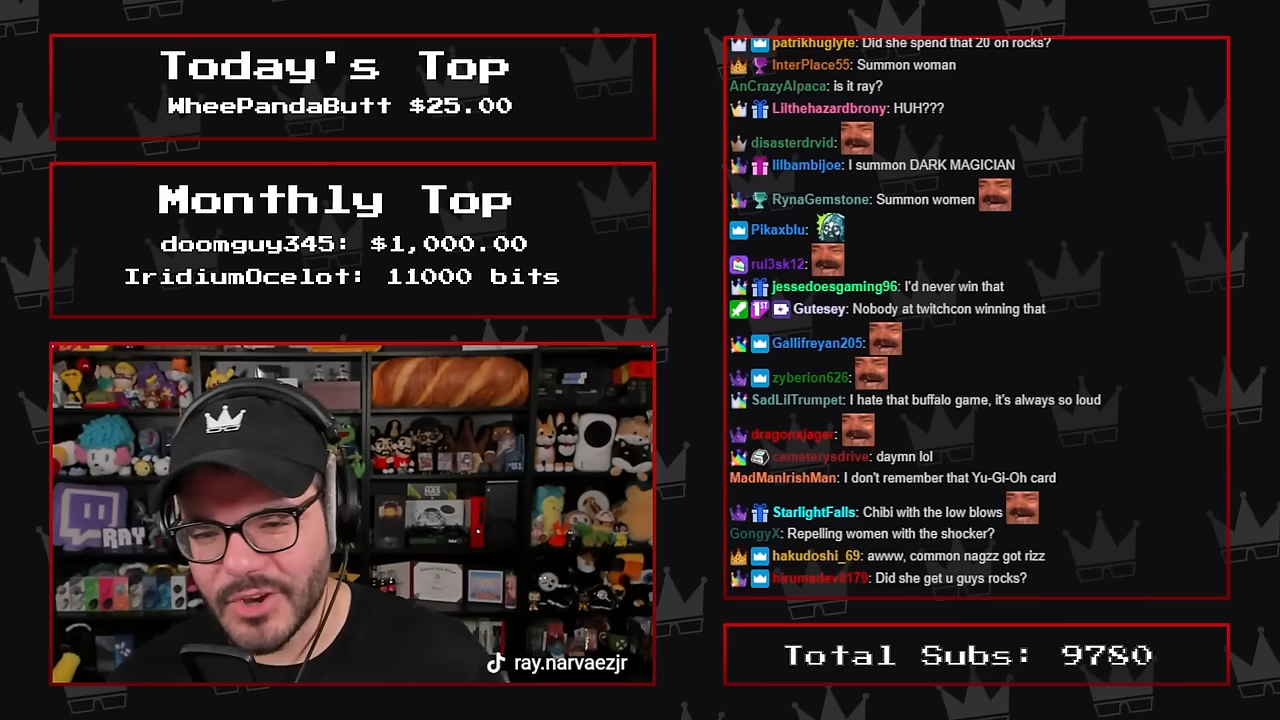 Today's Top
WheePandaButt $25.00
Monthly Top
doomguy345: $1,000.00
IridiumOcelot: 11000 bits
RAY
ray.narvaezjr
patrikhuglyfe: Did she spend that 20 on rocks?
InterPlace55: Summon woman
AnCrazyAlpaca: is it ray?
Lilthehazardbrony: HUH???
disasterdrvid:
lilbambijoe: I summon DARK MAGICIAN
RynaGemstone: Summon women
Pikaxblu:
rul3sk12:
jessedoesgaming96: I'd never win that
1ST Gutesey: Nobody at twitchcon winning that
Gallifreyan205:
zyberion626:
SadLilTrumpet: I hate that buffalo game, it's always so loud
dragonxjager:
cemeterysdrive: daymn lol
MadManIrishMan: I don't remember that Yu-Gi-Oh card
StarlightFalls: Chibi with the low blows
GongyX: Repelling women with the shocker?
hakudoshi_69: awww, common nagzz got rizz
hirumadevil179: Did she get u guys rocks?
Total Subs: 9780